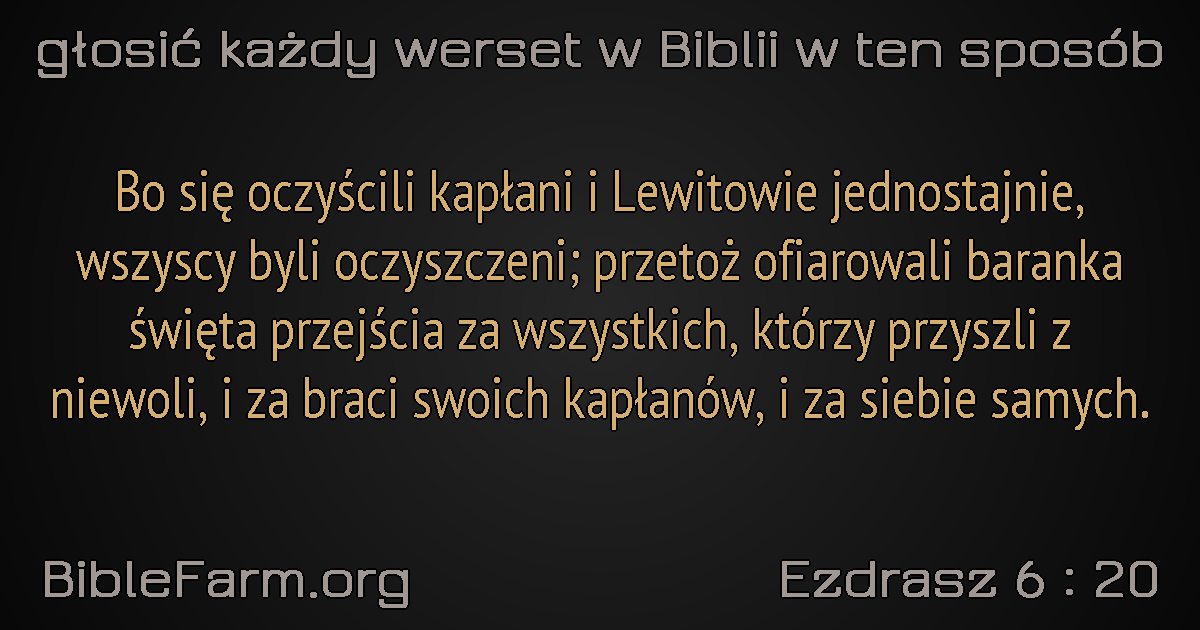 głosić każdy werset w Biblii w ten sposób
Bo się oczyścili kapłani i Lewitowie jednostajnie,
wszyscy byli oczyszczeni; przetoż ofiarowali baranka
święta przejścia za wszystkich, którzy przyszli z
niewoli, i za braci swoich kapłanów, i za siebie samych.
BibleFarm.org
Ezdrasz 6 : 20